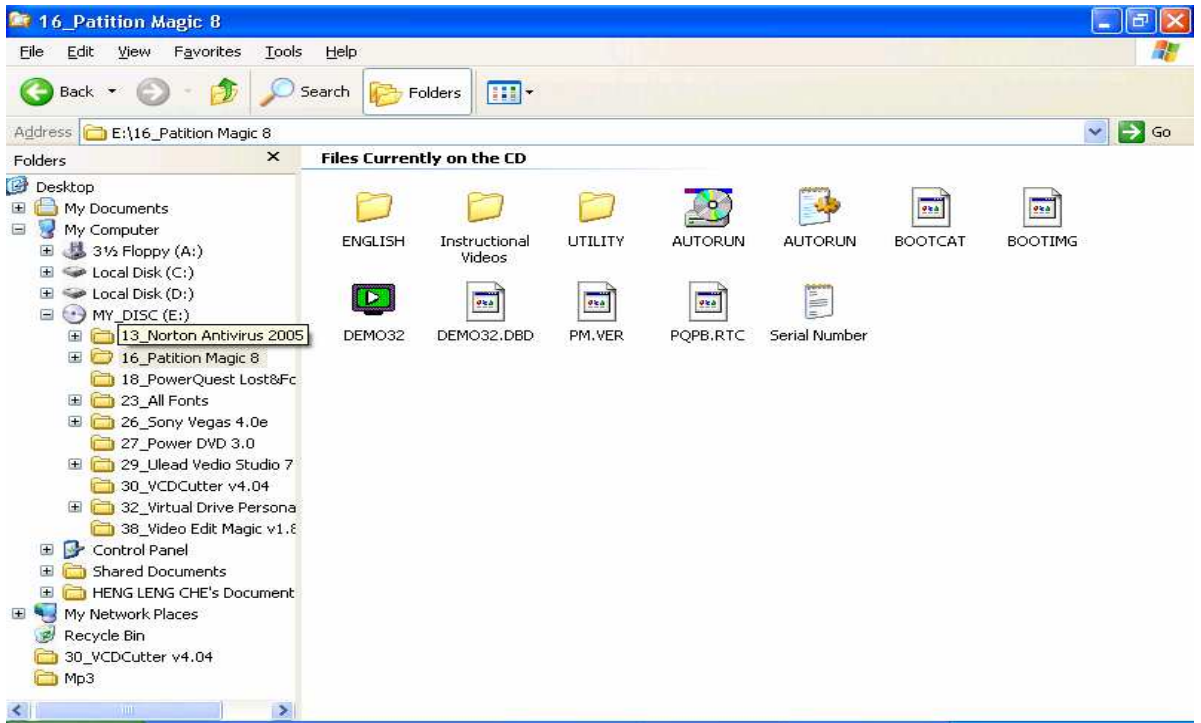 16_Patition Magic 8
File Edit View Favorites Tools Help
Back Search Folders
Address E:\16_Patition Magic 8 Go
Folders
Desktop
My Documents
My Computer
3½ Floppy (A:)
Local Disk (C:)
Local Disk (D:)
MY_DISC (E:)
13_Norton Antivirus 2005
16_Patition Magic 8
18_PowerQuest Lost&Fc
23_All Fonts
26_Sony Vegas 4.0e
27_Power DVD 3.0
29_Ulead Vedio Studio 7
30_VCDCutter v4.04
32_Virtual Drive Persona
38_Video Edit Magic v1.8
Control Panel
Shared Documents
HENG LENG CHE's Document
My Network Places
Recycle Bin
30_VCDCutter v4.04
Mp3
Files Currently on the CD
ENGLISH
Instructional
Videos
UTILITY
AUTORUN
AUTORUN
BOOTCAT
BOOTIMG
DEMO32
DEMO32.DBD
PM.VER
PQPB.RTC
Serial Number